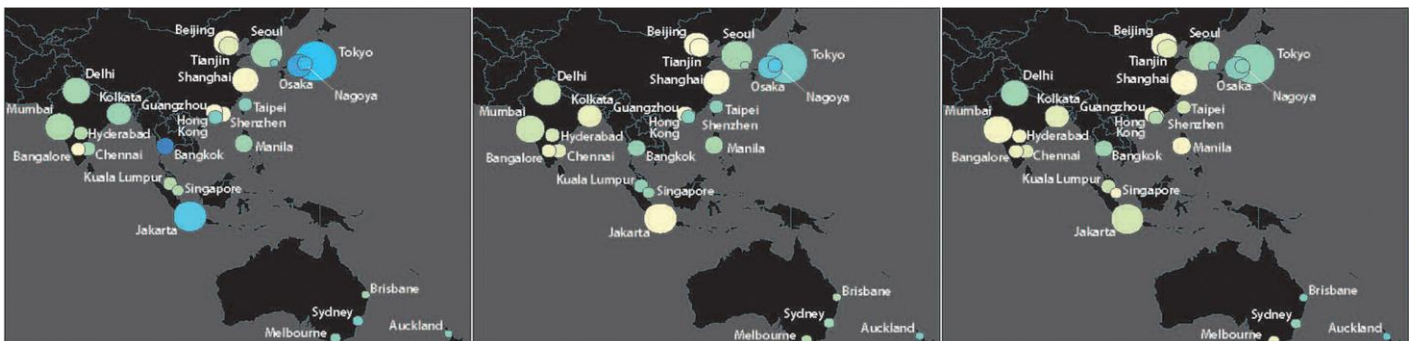 Beijing
Seoul
Tokyo
Tianjin
Shanghai
Osaka
Nagoya
Delhi
Kolkata
Mumbai
Guangzhou
Taipei
Hong Kong
Shenzhen
Hyderabad
Bangalore
Chennai
Bangkok
Manila
Kuala Lumpur
Singapore
Jakarta
Brisbane
Sydney
Auckland
Melbourne
Beijing
Seoul
Tokyo
Tianjin
Shanghai
Osaka
Nagoya
Delhi
Kolkata
Mumbai
Guangzhou
Taipei
Hong Kong
Shenzhen
Hyderabad
Bangalore
Chennai
Bangkok
Manila
Kuala Lumpur
Singapore
Jakarta
Brisbane
Sydney
Auckland
Melbourne
Beijing
Seoul
Tokyo
Tianjin
Shanghai
Osaka
Nagoya
Delhi
Kolkata
Mumbai
Guangzhou
Taipei
Hong Kong
Shenzhen
Hyderabad
Bangalore
Chennai
Bangkok
Manila
Kuala Lumpur
Singapore
Jakarta
Brisbane
Sydney
Auckland
Melbourne